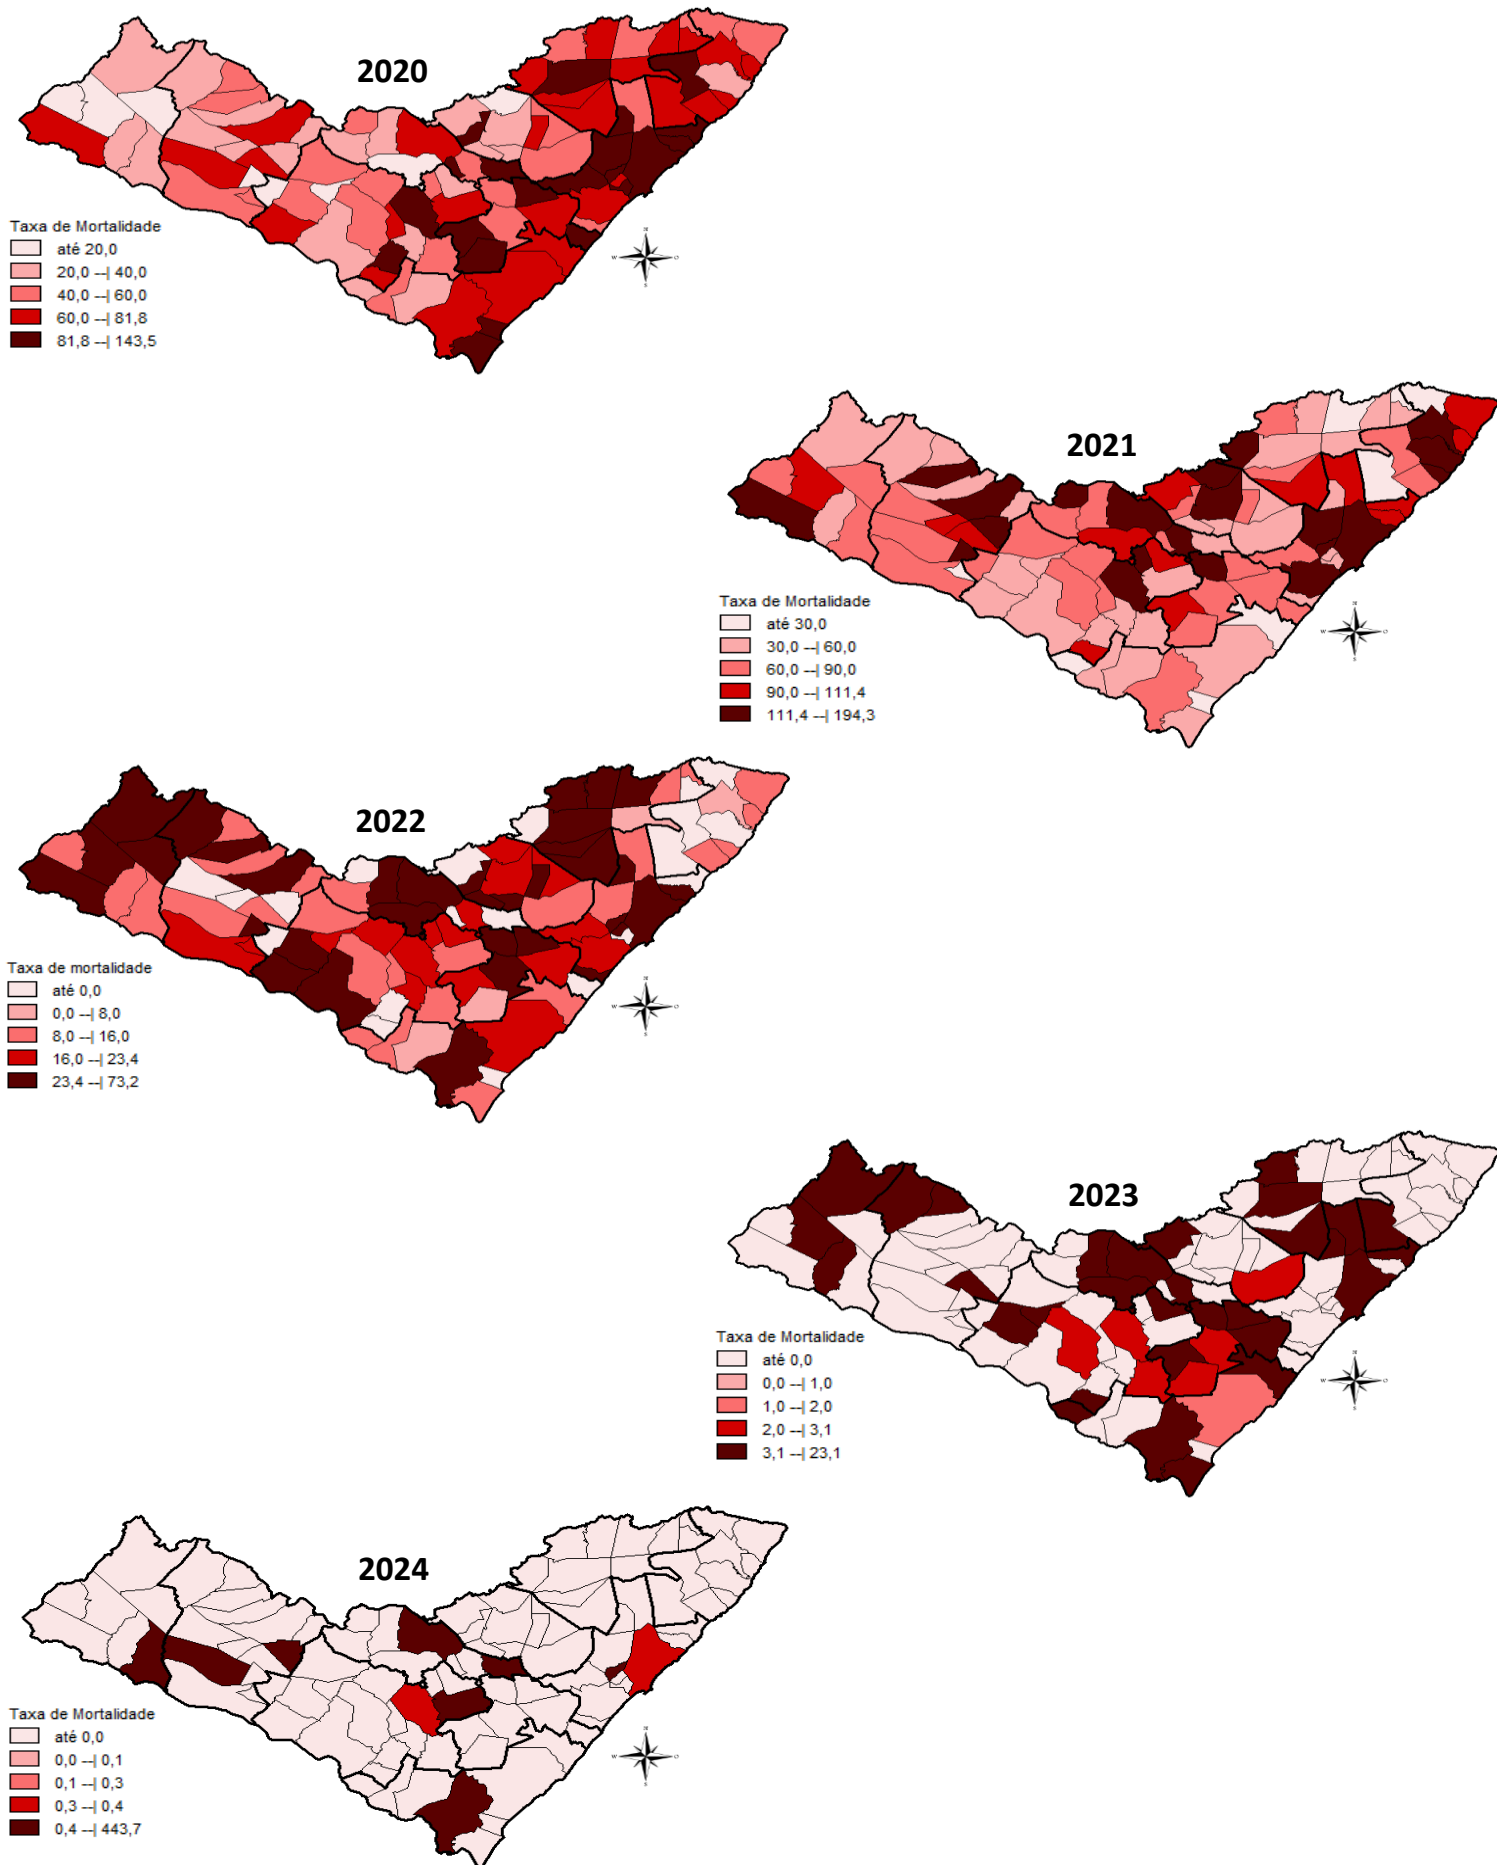 2020
Taxa de Mortalidade
até 20,0
20,0 --| 40,0
40,0 --| 60,0
60,0 --| 81,8
81,8 --| 143,5
2021
Taxa de Mortalidade
até 30,0
30,0 --| 60,0
60,0 --| 90,0
90,0 --| 111,4
111,4 --| 194,3
2022
Taxa de mortalidade
até 0,0
0,0 --| 8,0
8,0 --| 16,0
16,0 --| 23,4
23,4 --| 73,2
2023
Taxa de Mortalidade
até 0,0
0,0 --| 1,0
1,0 --| 2,0
2,0 --| 3,1
3,1 --| 23,1
2024
Taxa de Mortalidade
até 0,0
0,0 --| 0,1
0,1 --| 0,3
0,3 --| 0,4
0,4 --| 443,7